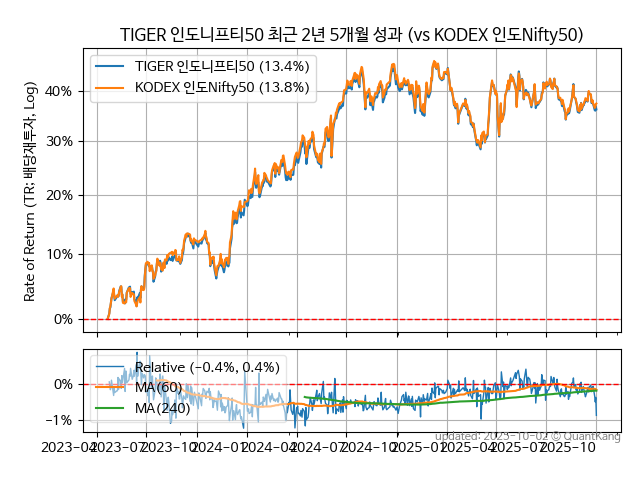 TIGER 인도니프티50 최근 2년 5개월 성과 (vs KODEX 인도Nifty50)
TIGER 인도니프티50 (13.4%)
KODEX 인도Nifty50 (13.8%)
Rate of Return (TR: 배당재투자, Log)
40%
30%
20%
10%
0%
Relative (−0.4%, 0.4%)
MA(60)
MA(240)
0%
−1%
updated: 2025-10-02 © QuantKang
2023-04 2023-07 2023-10 2024-01 2024-04 2024-07 2024-10 2025-01 2025-04 2025-07 2025-10